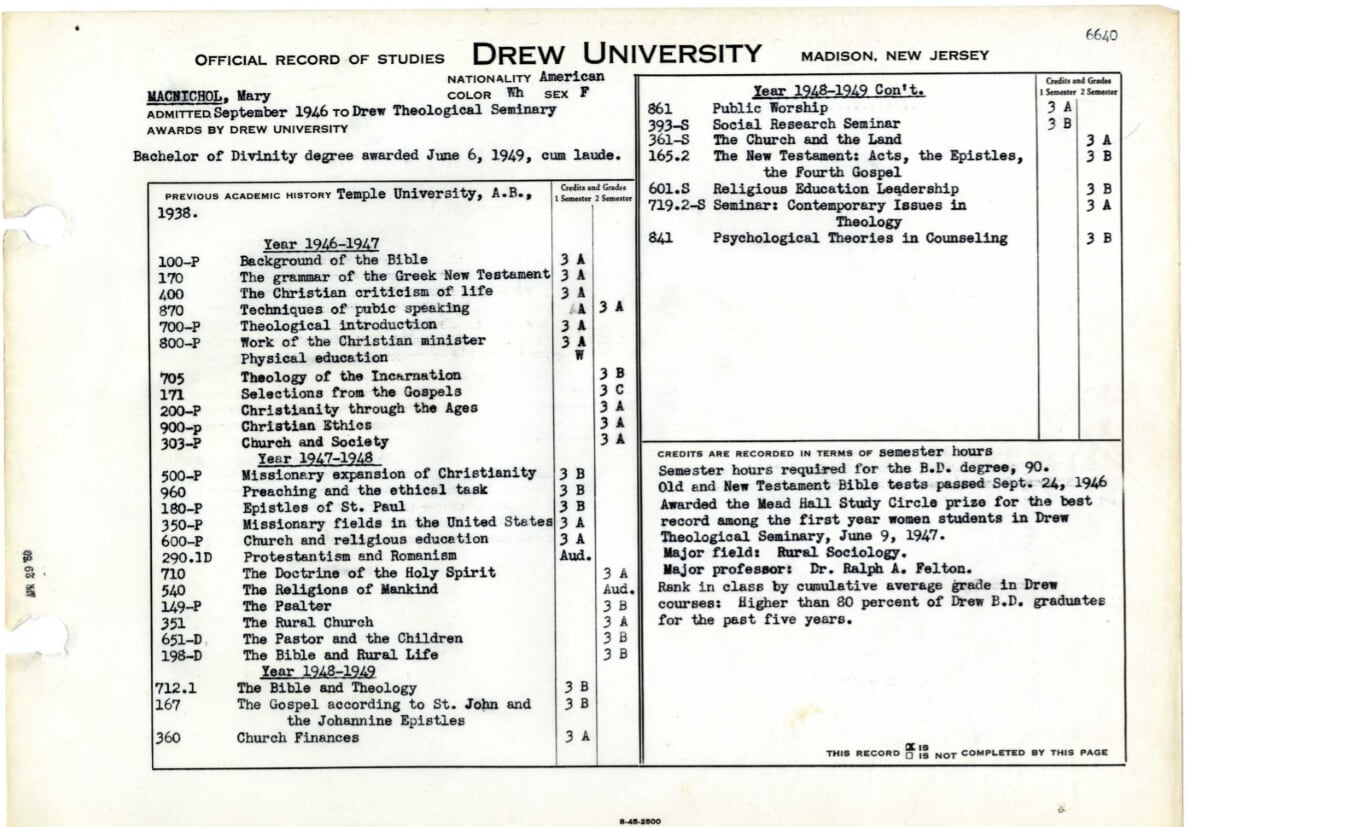 6640
OFFICIAL RECORD OF STUDIES DREW UNIVERSITY MADISON, NEW JERSEY
NATIONALITY American
MACNICHOL, Mary COLOR Wh SEX F
ADMITTED September 1946 TO Drew Theological Seminary
AWARDS BY DREW UNIVERSITY
Bachelor of Divinity degree awarded June 6, 1949, cum laude.
PREVIOUS ACADEMIC HISTORY Temple University, A.B.,
1938.
Credits and Grades
1 Semester 2 Semester
Year 1946-1947
100-P Background of the Bible 3 A
170 The grammar of the Greek New Testament 3 A
400 The Christian criticism of life 3 A
870 Techniques of pubic speaking A 3 A
700-P Theological introduction 3 A
800-P Work of the Christian minister 3 A
Physical education W
705 Theology of the Incarnation 3 B
171 Selections from the Gospels 3 C
200-P Christianity through the Ages 3 A
900-p Christian Ethics 3 A
303-P Church and Society 3 A
Year 1947-1948
500-P Missionary expansion of Christianity 3 B
960 Preaching and the ethical task 3 B
180-P Epistles of St. Paul 3 B
350-P Missionary fields in the United States 3 A
600-P Church and religious education 3 A
290.1D Protestantism and Romanism Aud.
710 The Doctrine of the Holy Spirit 3 A
540 The Religions of Mankind Aud.
149-P The Psalter 3 B
351 The Rural Church 3 A
651-D The Pastor and the Children 3 B
198-D The Bible and Rural Life 3 B
Year 1948-1949
712.1 The Bible and Theology 3 B
167 The Gospel according to St. John and 3 B
the Johannine Epistles
360 Church Finances 3 A
Credits and Grades
1 Semester 2 Semester
Year 1948-1949 Con't.
861 Public Worship 3 A
393-S Social Research Seminar 3 B
361-S The Church and the Land 3 A
165.2 The New Testament: Acts, the Epistles, 3 B
the Fourth Gospel
601.S Religious Education Leadership 3 B
719.2-S Seminar: Contemporary Issues in 3 A
Theology
841 Psychological Theories in Counseling 3 B
CREDITS ARE RECORDED IN TERMS OF semester hours
Semester hours required for the B.D. degree, 90.
Old and New Testament Bible tests passed Sept. 24, 1946
Awarded the Mead Hall Study Circle prize for the best
record among the first year women students in Drew
Theological Seminary, June 9, 1947.
Major field: Rural Sociology.
Major professor: Dr. Ralph A. Felton.
Rank in class by cumulative average grade in Drew
courses: Higher than 80 percent of Drew B.D. graduates
for the past five years.
THIS RECORD X IS
IS NOT COMPLETED BY THIS PAGE
APR 29 60
8-45-2500